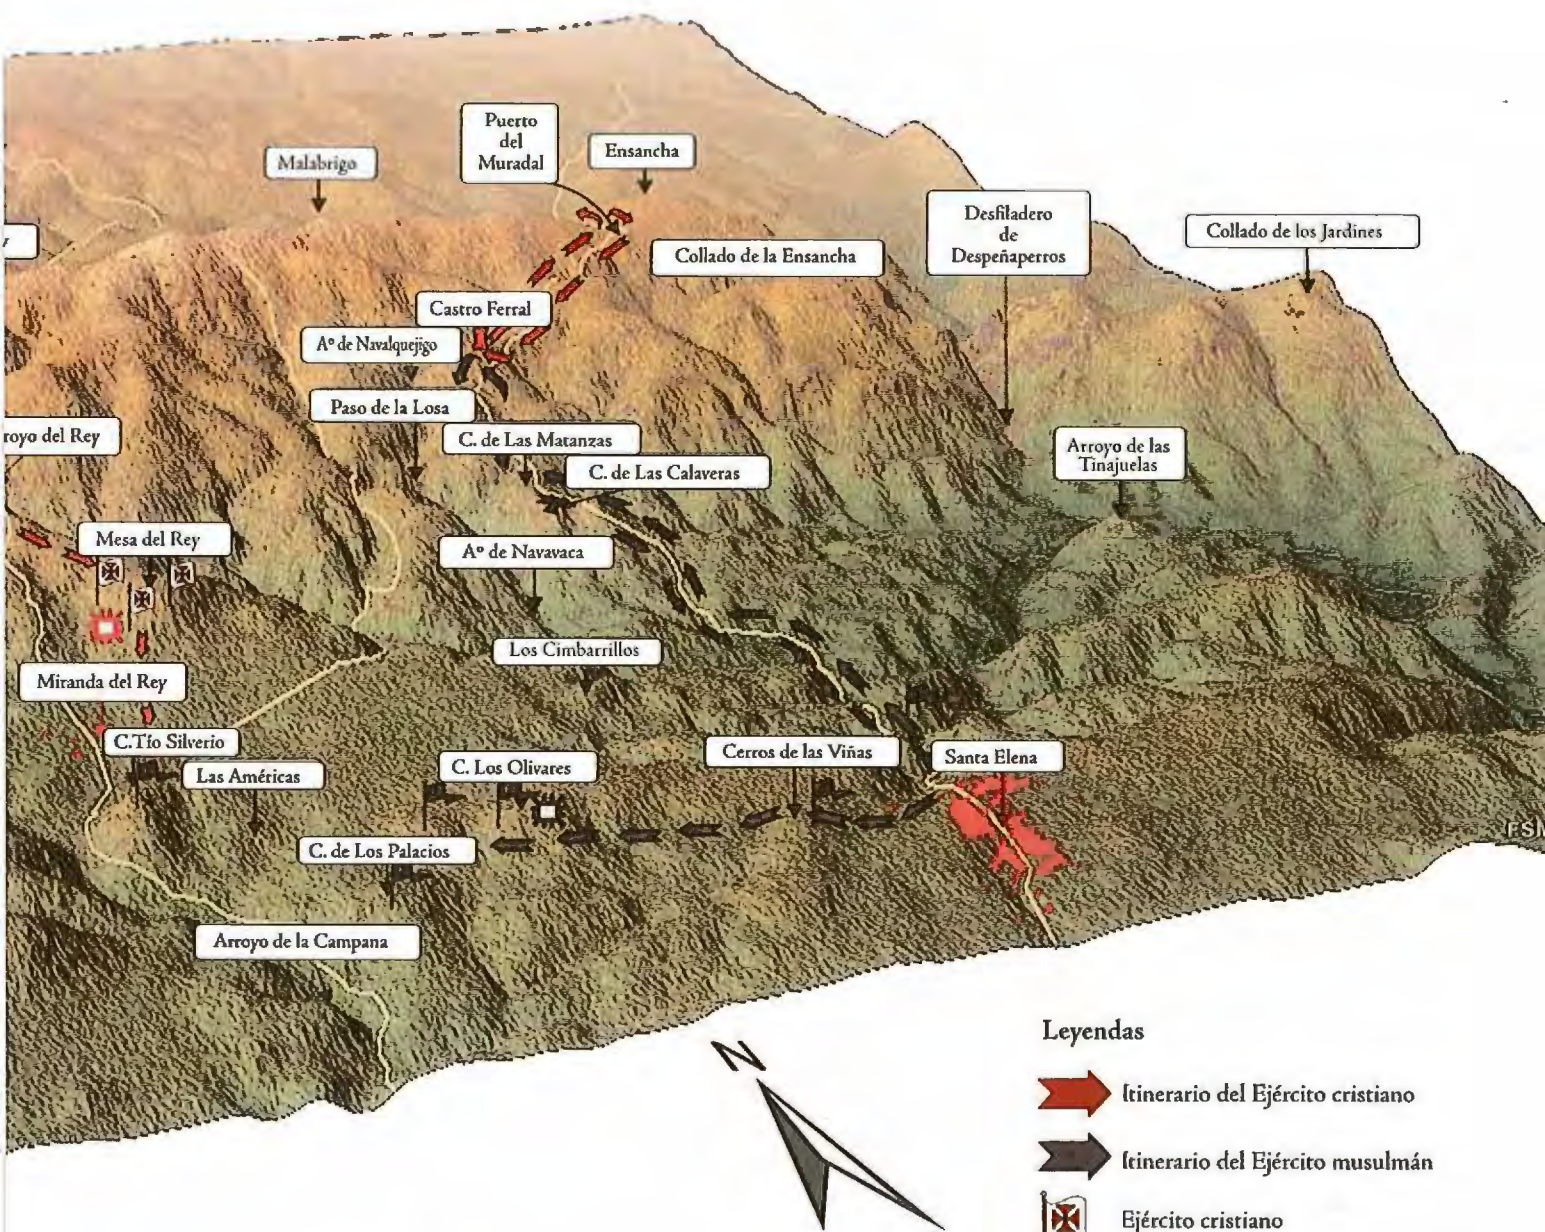 Puerto
del
Muradal
Ensancha
Malabrigo
Desfiladero
de
Despeñaperros
Collado de los Jardines
Collado de la Ensancha
Castro Ferral
Aº de Navalquejigo
Paso de la Losa
royo del Rey
C. de Las Matanzas
Arroyo de las
Tinajuelas
C. de Las Calaveras
Mesa del Rey
Aº de Navavaca
Los Cimbarrillos
Miranda del Rey
C.Tío Silverio
Cerros de las Viñas
Santa Elena
Las Américas
C. Los Olivares
C. de Los Palacios
Arroyo de la Campana
N
Leyendas
Itinerario del Ejército cristiano
Itinerario del Ejército musulmán
Ejército cristiano